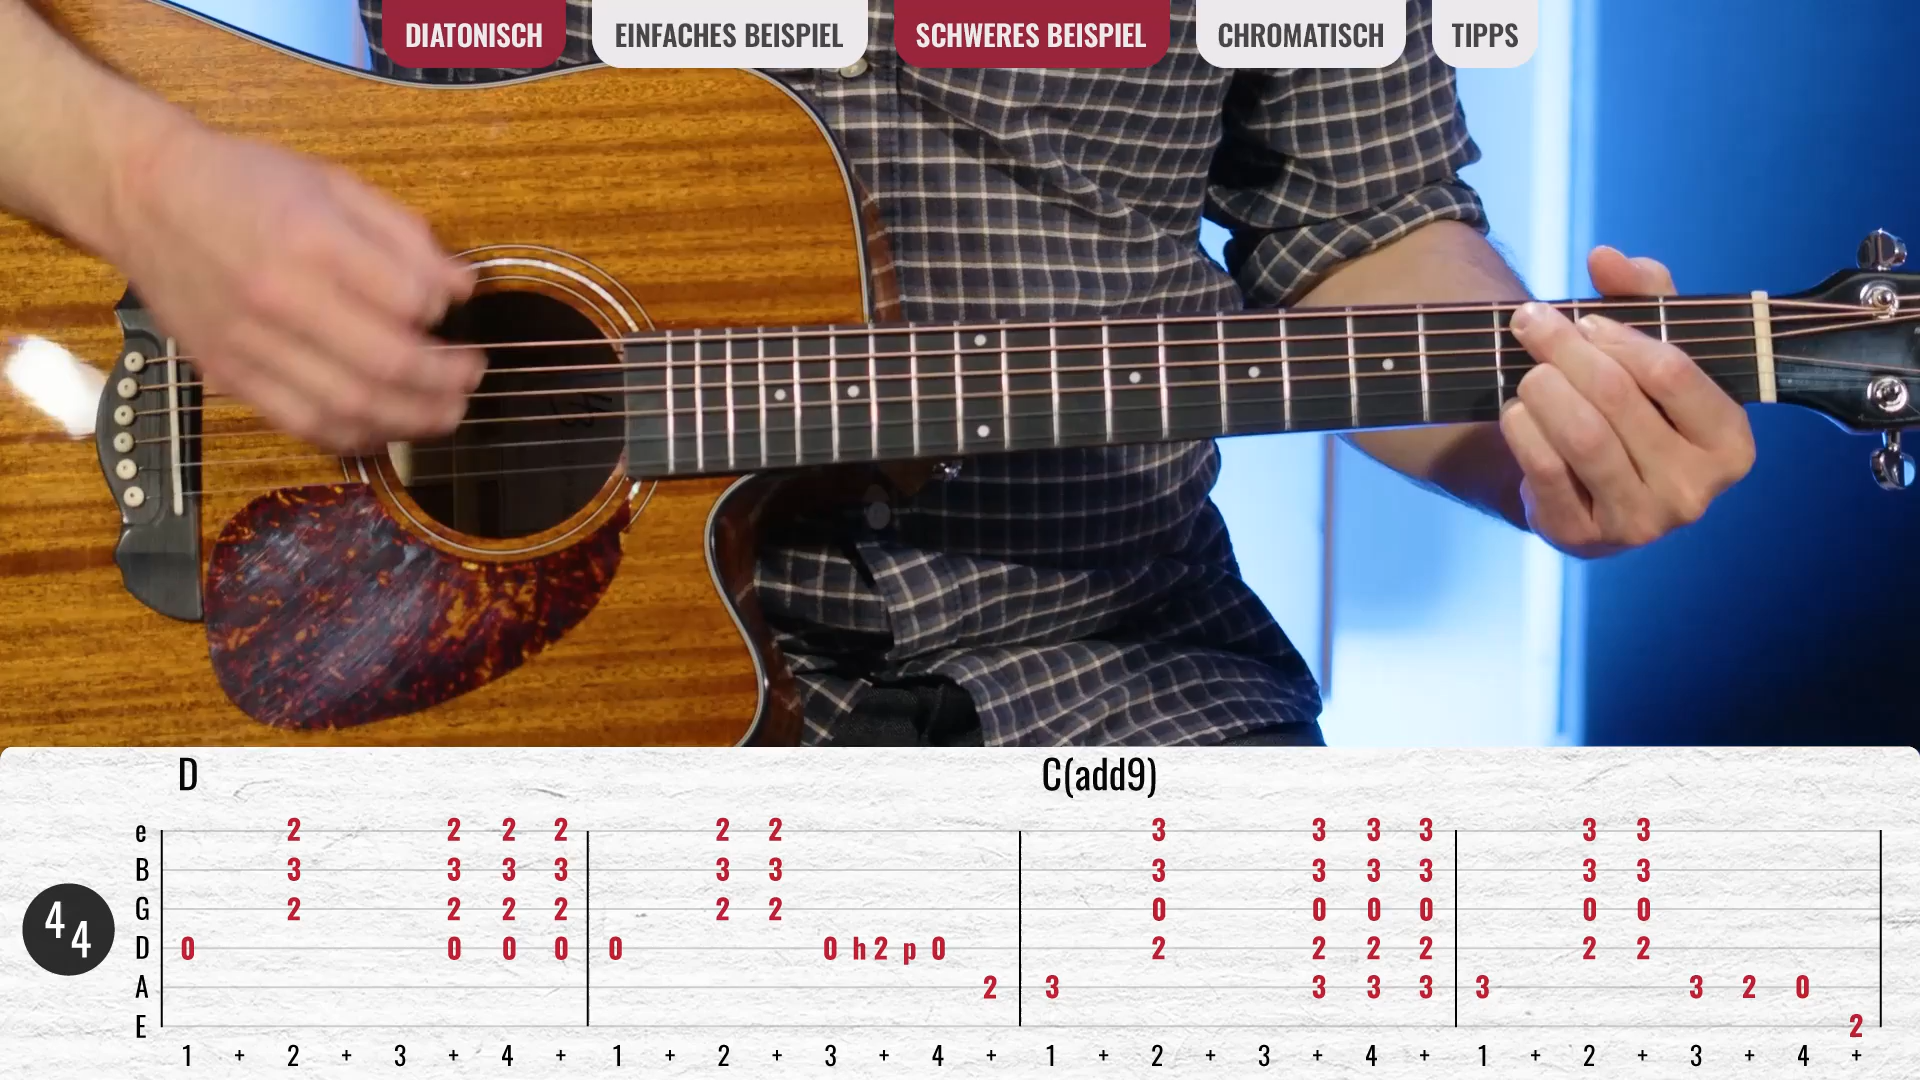 DIATONISCH EINFACHES BEISPIEL SCHWERES BEISPIEL CHROMATISCH TIPPS
D C(add9)
e 2 2 2 2 2 2 3 3 3 3 3 3
B 3 3 3 3 3 3 3 3 3 3 3 3
G 2 2 2 2 2 2 0 0 0 0 0 0
4 4
D 0 0 0 0 0 0 h 2 p 0 2 2 2 2 2 2
A 2 3 3 3 3 3 3 2 0
E 2
1 + 2 + 3 + 4 + 1 + 2 + 3 + 4 + 1 + 2 + 3 + 4 + 1 + 2 + 3 + 4 +